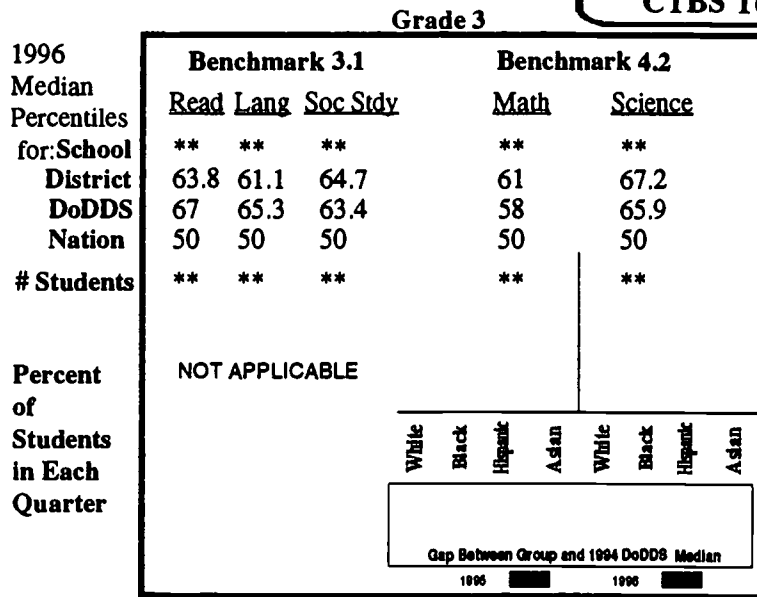 CTBS
Grade 3
1996
Median
Percentiles
for:
Benchmark 3.1 Benchmark 4.2
Read Lang Soc Stdy Math Science
School ** ** ** ** **
District 63.8 61.1 64.7 61 67.2
DoDDS 67 65.3 63.4 58 65.9
Nation 50 50 50 50 50
# Students ** ** ** ** **
Percent
of
Students
in Each
Quarter
NOT APPLICABLE
White Black Hispanic Asian White Black Hispanic Asian
Gap Between Group and 1994 DoDDS Median
1995 1996